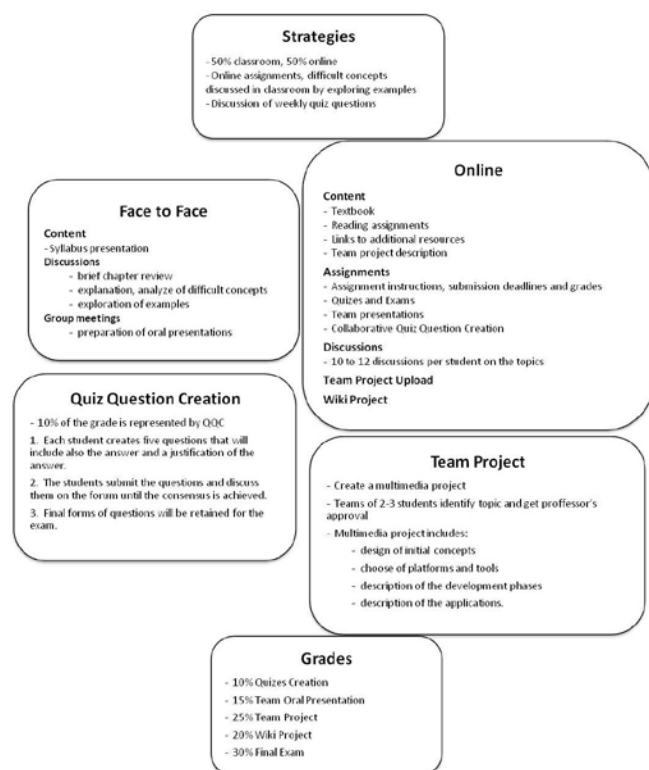 Strategies
- 50% classroom, 50% online
- Online assignments, difficult concepts
discussed in classroom by exploring examples
- Discussion of weekly quiz questions
Face to Face
Content
- Syllabus presentation
Discussions
- brief chapter review
- explanation, analyze of difficult concepts
- exploration of examples
Group meetings
- preparation of oral presentations
Online
Content
- Textbook
- Reading assignments
- Links to additional resources
- Team project description
Assignments
- Assignment instructions, submission deadlines and grades
- Quizes and Exams
- Team presentations
- Collaborative Quiz Question Creation
Discussions
- 10 to 12 discussions per student on the topics
Team Project Upload
Wiki Project
Quiz Question Creation
- 10% of the grade is represented by QQC
1. Each student creates five questions that will
include also the answer and a justification of the
answer.
2. The students submit the questions and discuss
them on the forum until the consensus is achieved.
3. Final forms of questions will be retained for the
exam.
Team Project
- Create a multimedia project
- Teams of 2-3 students identify topic and get proffessor's
approval
- Multimedia project includes:
- design of initial concepts
- choose of platforms and tools
- description of the development phases
- description of the applications.
Grades
- 10% Quizes Creation
- 15% Team Oral Presentation
- 25% Team Project
- 20% Wiki Project
- 30% Final Exam